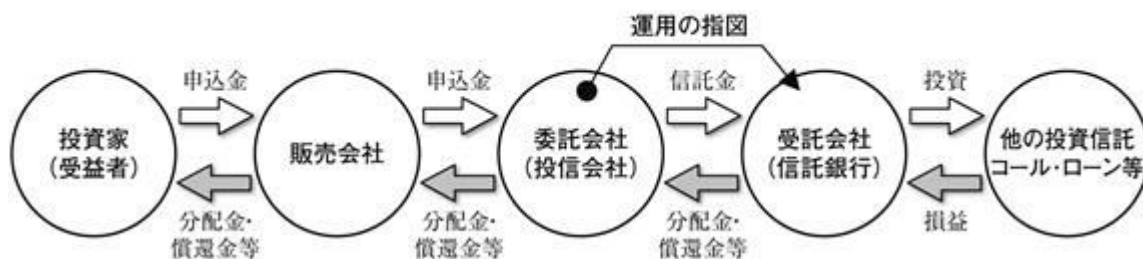 運用の指図
申込金
申込金
信託金
投資
投資家
(受益者)
販売会社
委託会社
(投信会社)
受託会社
(信託銀行)
他の投資信託
コール・ローン等
分配金・
償還金等
分配金・
償還金等
分配金・
償還金等
損益